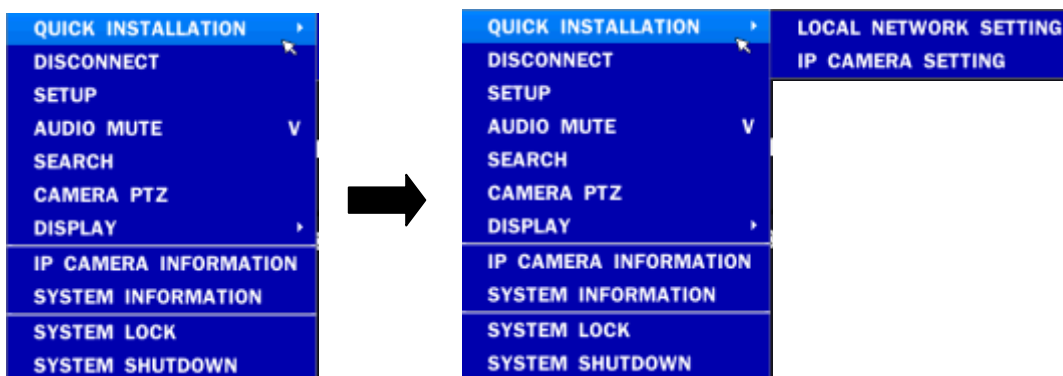 QUICK INSTALLATION
DISCONNECT
SETUP
AUDIO MUTE V
SEARCH
CAMERA PTZ
DISPLAY
IP CAMERA INFORMATION
SYSTEM INFORMATION
SYSTEM LOCK
SYSTEM SHUTDOWN
QUICK INSTALLATION
DISCONNECT
SETUP
AUDIO MUTE V
SEARCH
CAMERA PTZ
DISPLAY
IP CAMERA INFORMATION
SYSTEM INFORMATION
SYSTEM LOCK
SYSTEM SHUTDOWN
LOCAL NETWORK SETTING
IP CAMERA SETTING